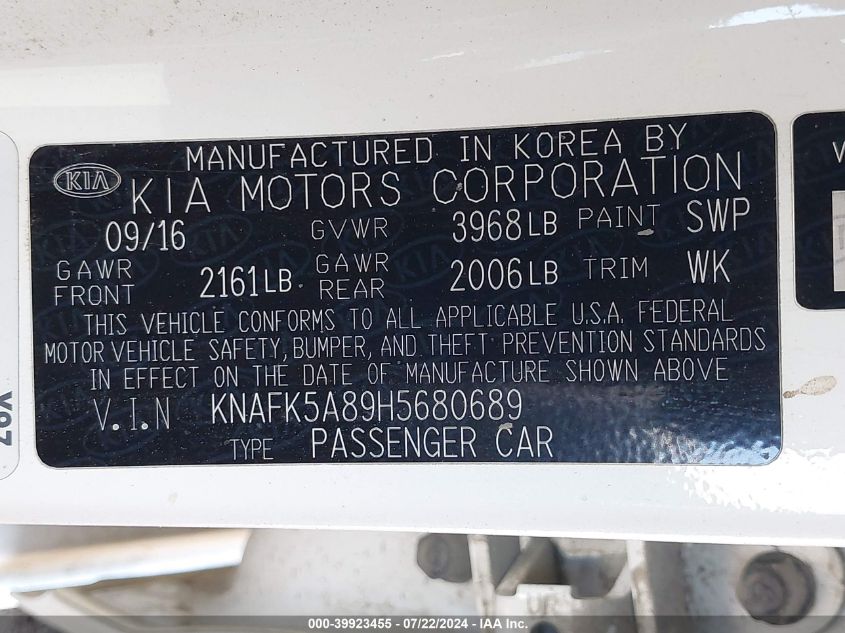 MANUFACTURED IN KOREA BY
KIA KIA MOTORS CORPORATION
09/16 GVWR 3968LB PAINT SWP
GAWR FRONT 2161LB GAWR REAR 2006LB TRIM WK
THIS VEHICLE CONFORMS TO ALL APPLICABLE U.S.A. FEDERAL
MOTOR VEHICLE SAFETY, BUMPER, AND THEFT PREVENTION STANDARDS
IN EFFECT ON THE DATE OF MANUFACTURE SHOWN ABOVE
V.I.N KNAFK5A89H5680689
TYPE PASSENGER CAR
000-39923455 - 07/22/2024 - IAA Inc.